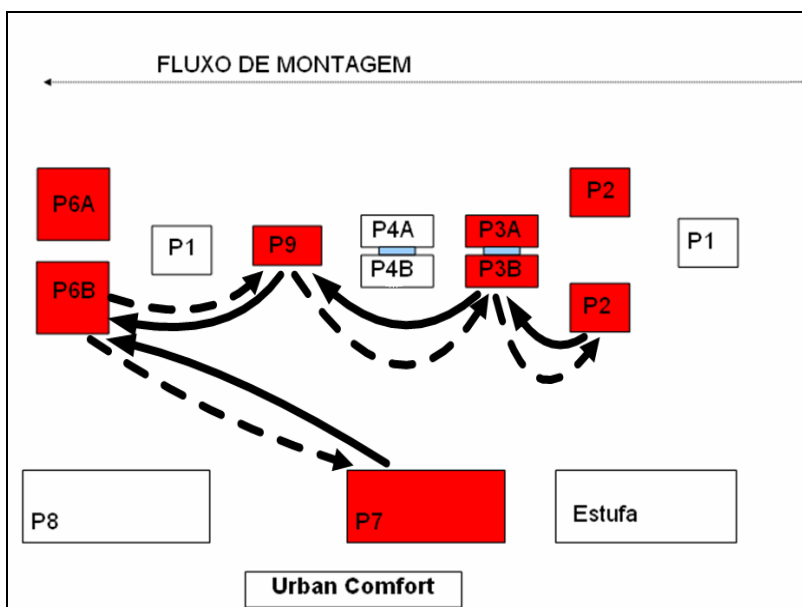 FLUXO DE MONTAGEM
P6A
P1
P9
P4A
P3A
P2
P1
P6B
P4B
P3B
P2
P8
P7
Estufa
Urban Comfort